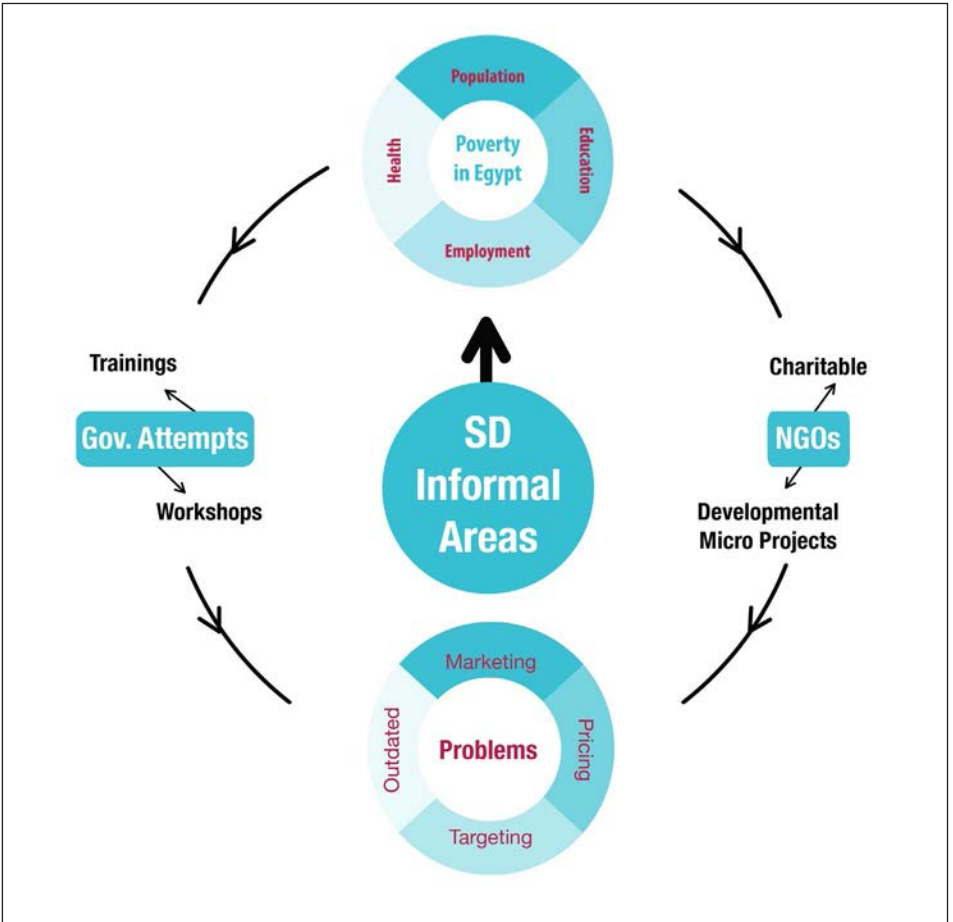 Population
Poverty
in Egypt
Health
Education
Employment
Trainings
Gov. Attempts
Workshops
SD
Informal
Areas
Charitable
NGOs
Developmental
Micro Projects
Marketing
Outdated
Problems
Pricing
Targeting